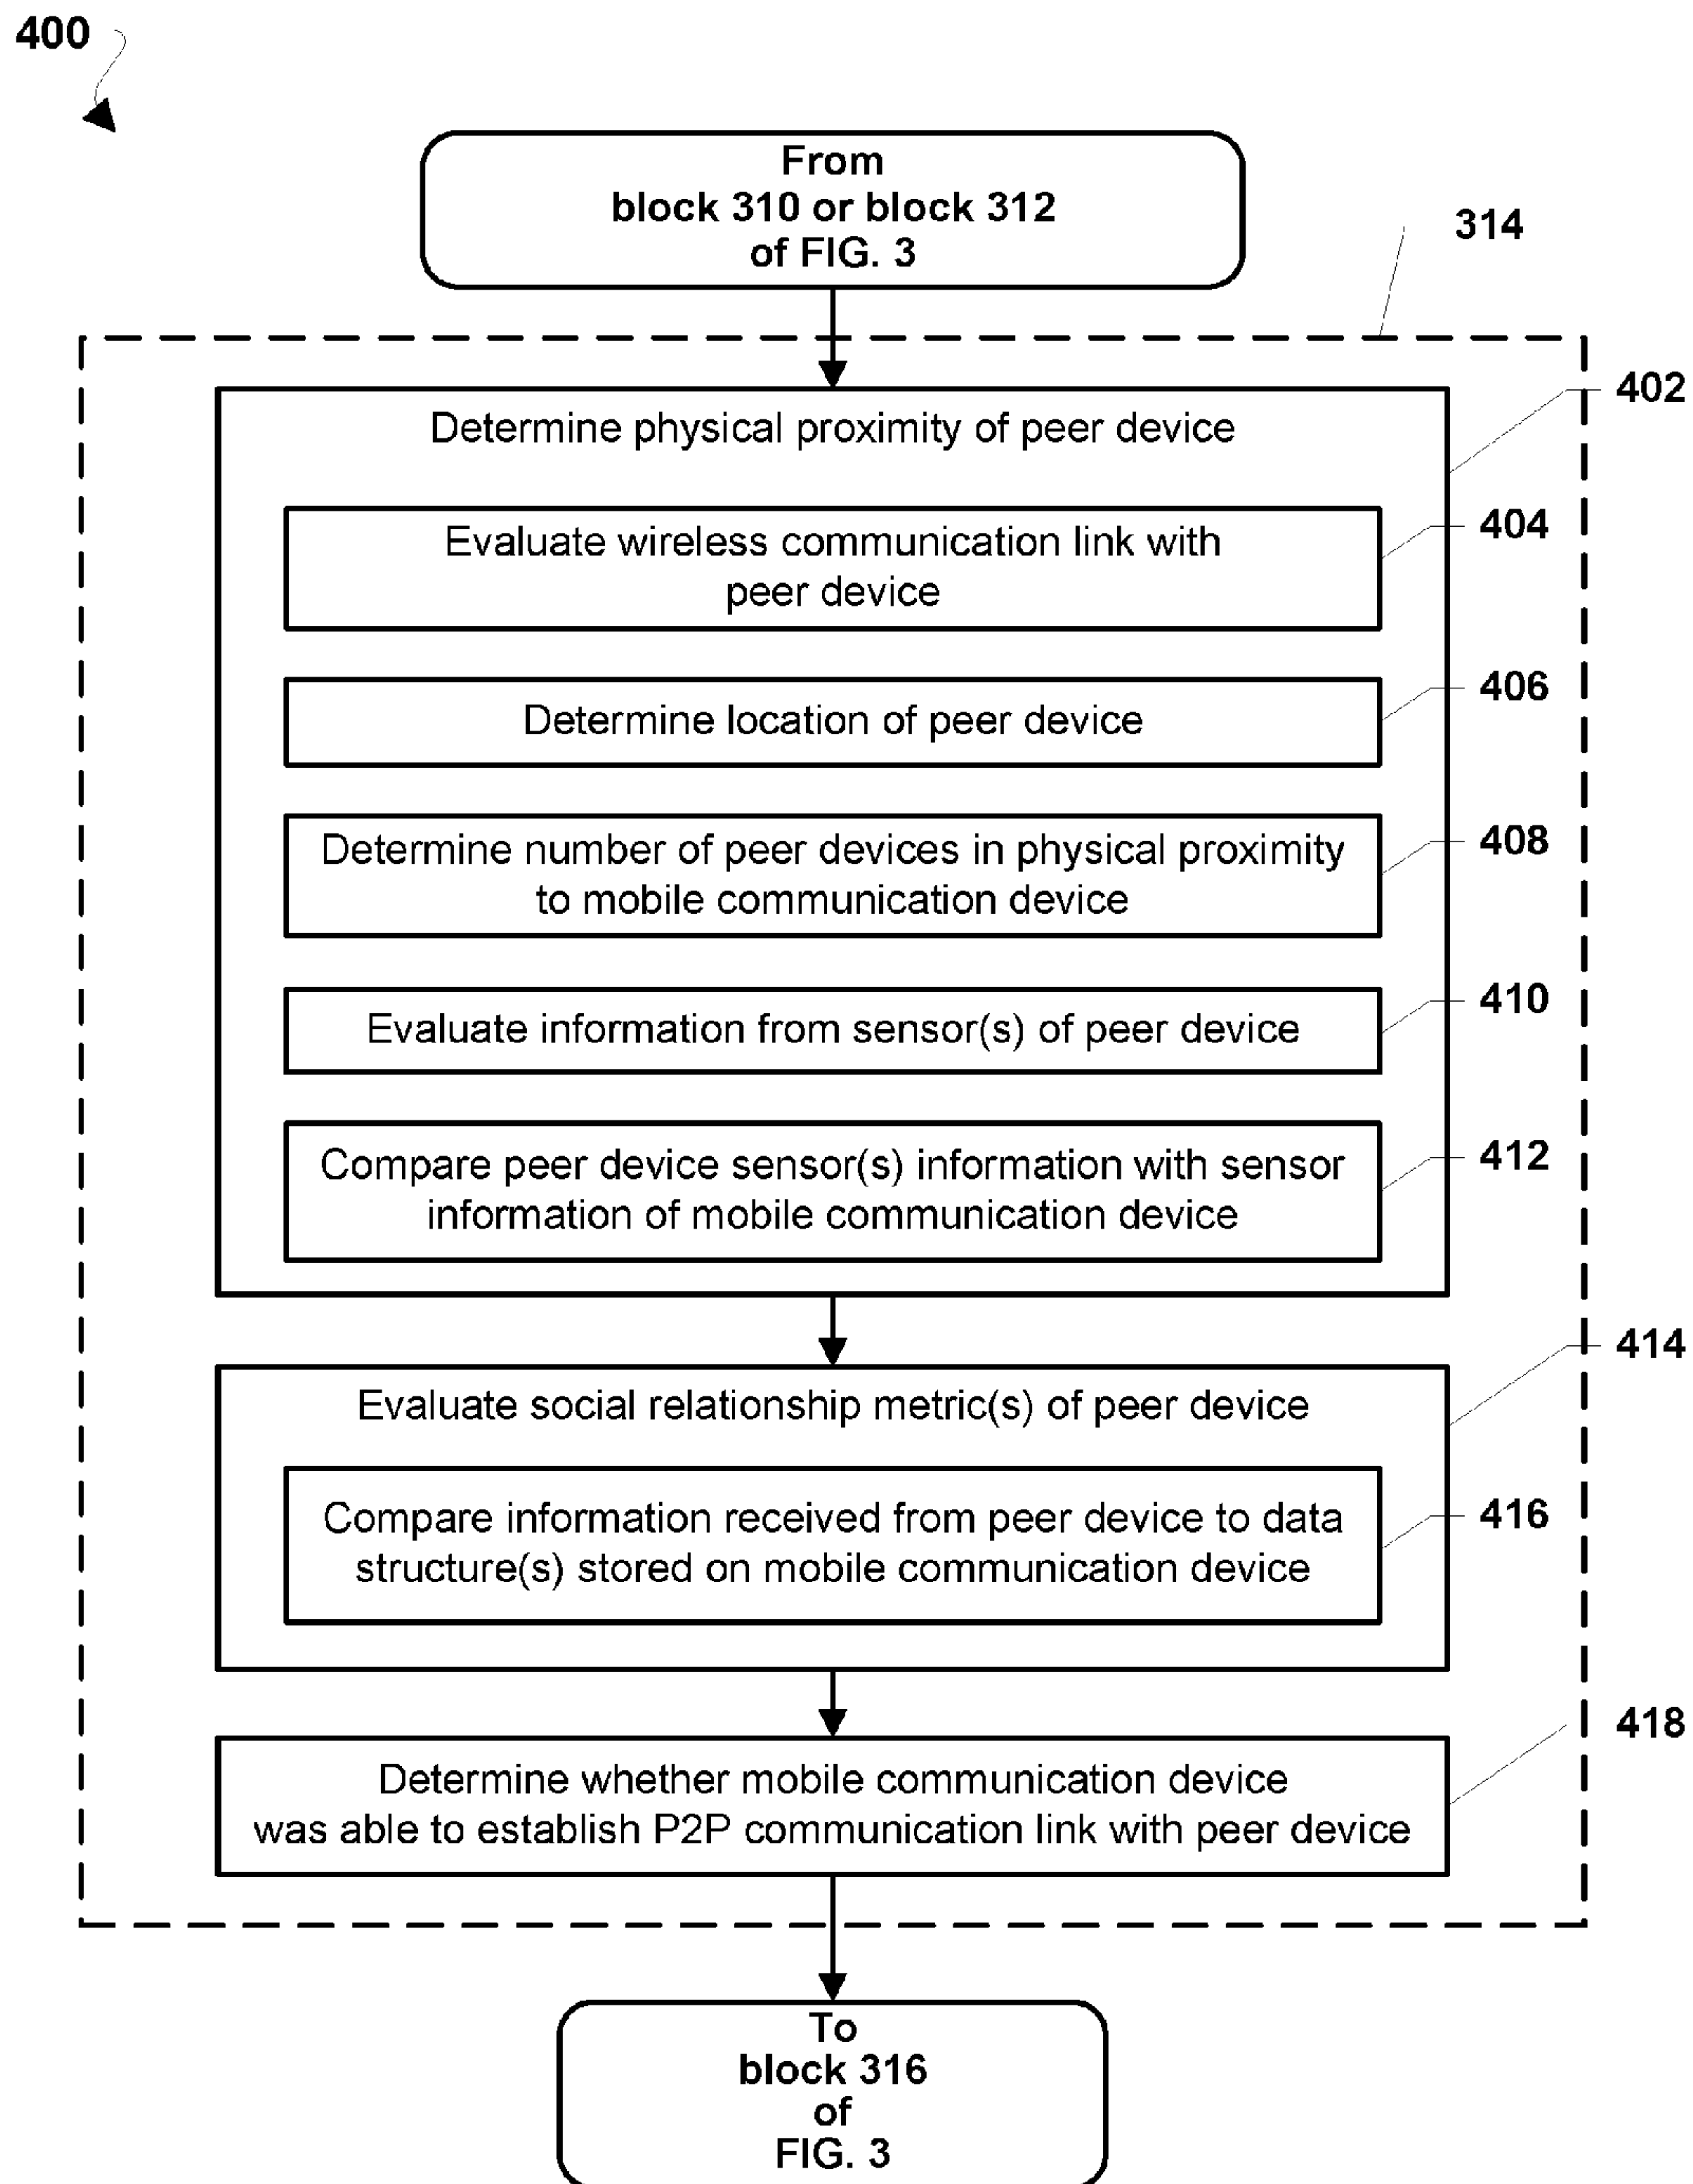 400
From
block 310 or block 312
of FIG. 3
314
402
Determine physical proximity of peer device
404
Evaluate wireless communication link with
peer device
406
Determine location of peer device
408
Determine number of peer devices in physical proximity
to mobile communication device
410
Evaluate information from sensor(s) of peer device
412
Compare peer device sensor(s) information with sensor
information of mobile communication device
414
Evaluate social relationship metric(s) of peer device
416
Compare information received from peer device to data
structure(s) stored on mobile communication device
418
Determine whether mobile communication device
was able to establish P2P communication link with peer device
To
block 316
of
FIG. 3